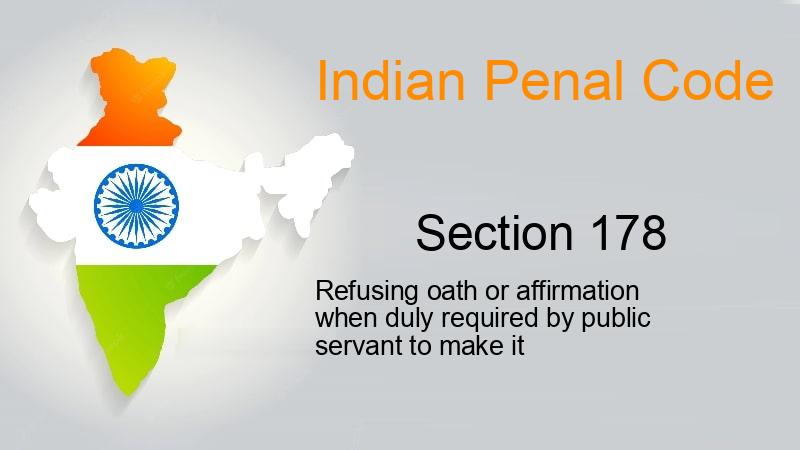 Indian Penal Code
Section 178
Refusing oath or affirmation
when duly required by public
servant to make it